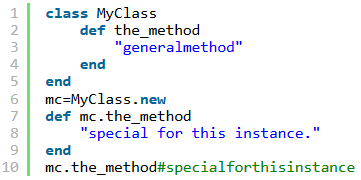 1 class MyClass
2     def the_method
3         "generalmethod"
4     end
5 end
6 mc=MyClass.new
7 def mc.the_method
8     "special for this instance."
9 end
10 mc.the_method#specialforthisinstance